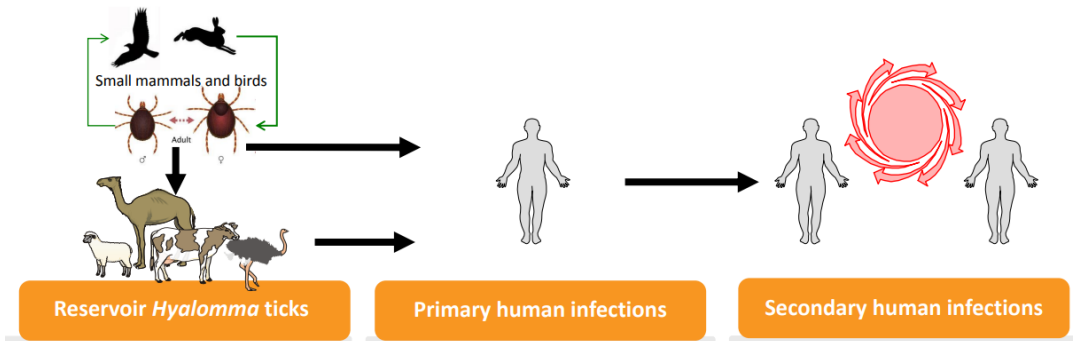 Small mammals and birds
Adult
♂ ♀
Reservoir Hyalomma ticks
Primary human infections
Secondary human infections